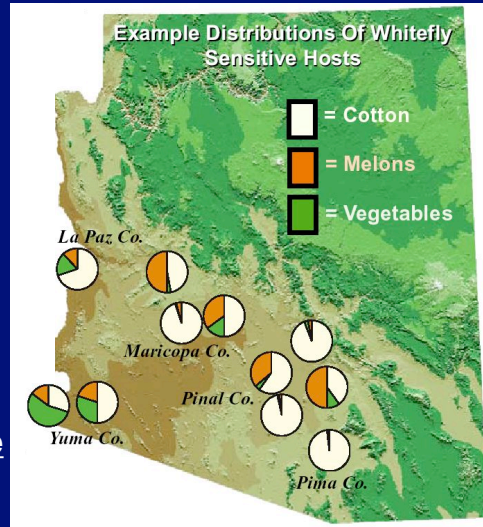 Example Distributions Of Whitefly
Sensitive Hosts
= Cotton
= Melons
= Vegetables
La Paz Co.
Maricopa Co.
Pinal Co.
Yuma Co.
Pima Co.
e